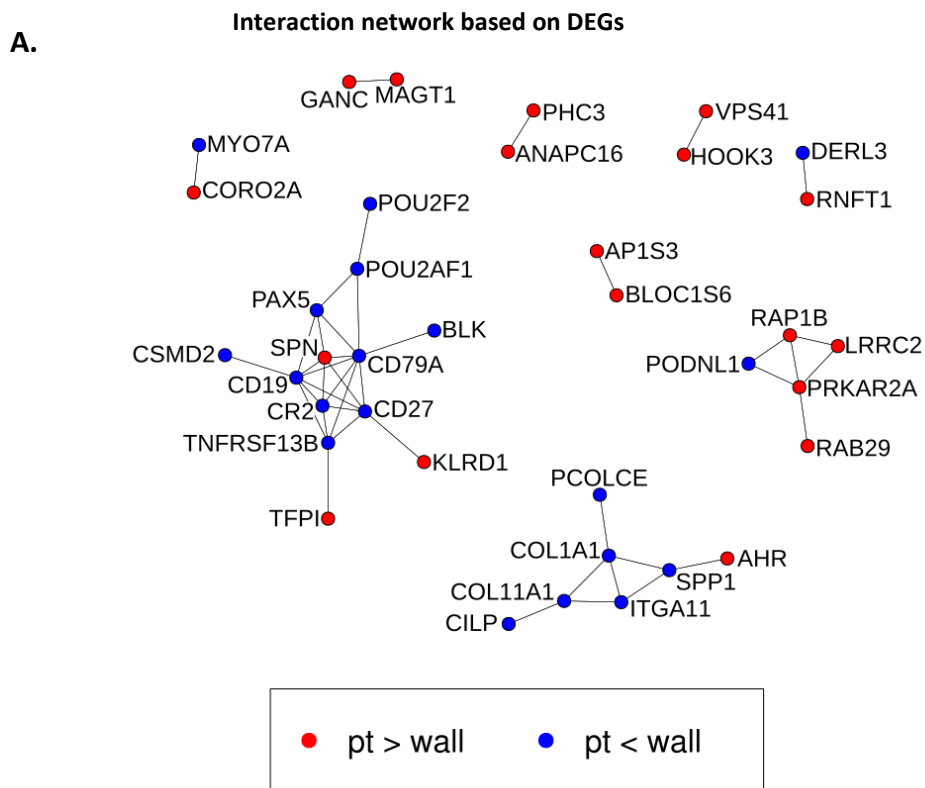 Interaction network based on DEGs
A.
GANC MAGT1
PHC3
VPS41
MYO7A
ANAPC16
HOOK3
DERL3
CORO2A
RNFT1
POU2F2
AP1S3
POU2AF1
BLOC1S6
PAX5
RAP1B
BLK
SPN
LRRC2
CSMD2
CD79A
PODNL1
CD19
PRKAR2A
CR2
CD27
TNFRSF13B
RAB29
KLRD1
PCOLCE
TFPI
COL1A1
AHR
SPP1
COL11A1
ITGA11
CILP
pt > wall
pt < wall